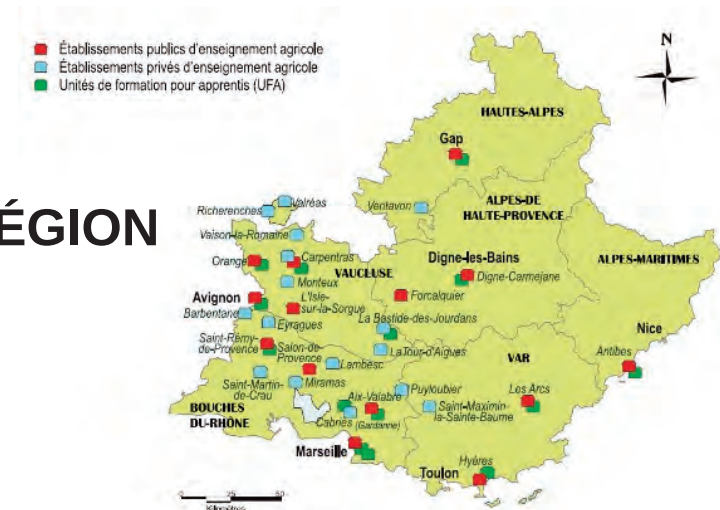 Établissements publics d'enseignement agricole
Établissements privés d'enseignement agricole
Unités de formation pour apprentis (UFA)
N
HAUTES-ALPES
Gap
ÉGION
Valréas
Richerenches
Ventavon
ALPES-DE
HAUTE-PROVENCE
Vaison-la-Romaine
Orange
Carpentras
VAUCLUSE
Digne-les-Bains
Digne-Carmejane
ALPES-MARITIMES
Monteux
Avignon
L'Isle-
sur-la-Sorgue
Forcalquier
Barbentane
Eyragues
La Bastide-des-Jourdans
Nice
Saint-Rémy-
de-Provence
Salon-de-
Provence
Lambesc
La Tour-d'Aigues
VAR
Antibes
Saint-Martin-
de-Crau
Miramas
Puyloubier
Les Arcs
BOUCHES
DU-RHÔNE
Aix-Valabre
(Gardanne)
Cabriès
Saint-Maximin-
la-Sainte-Baume
Marseille
Hyères
Toulon
0 25 50
Kilomètres